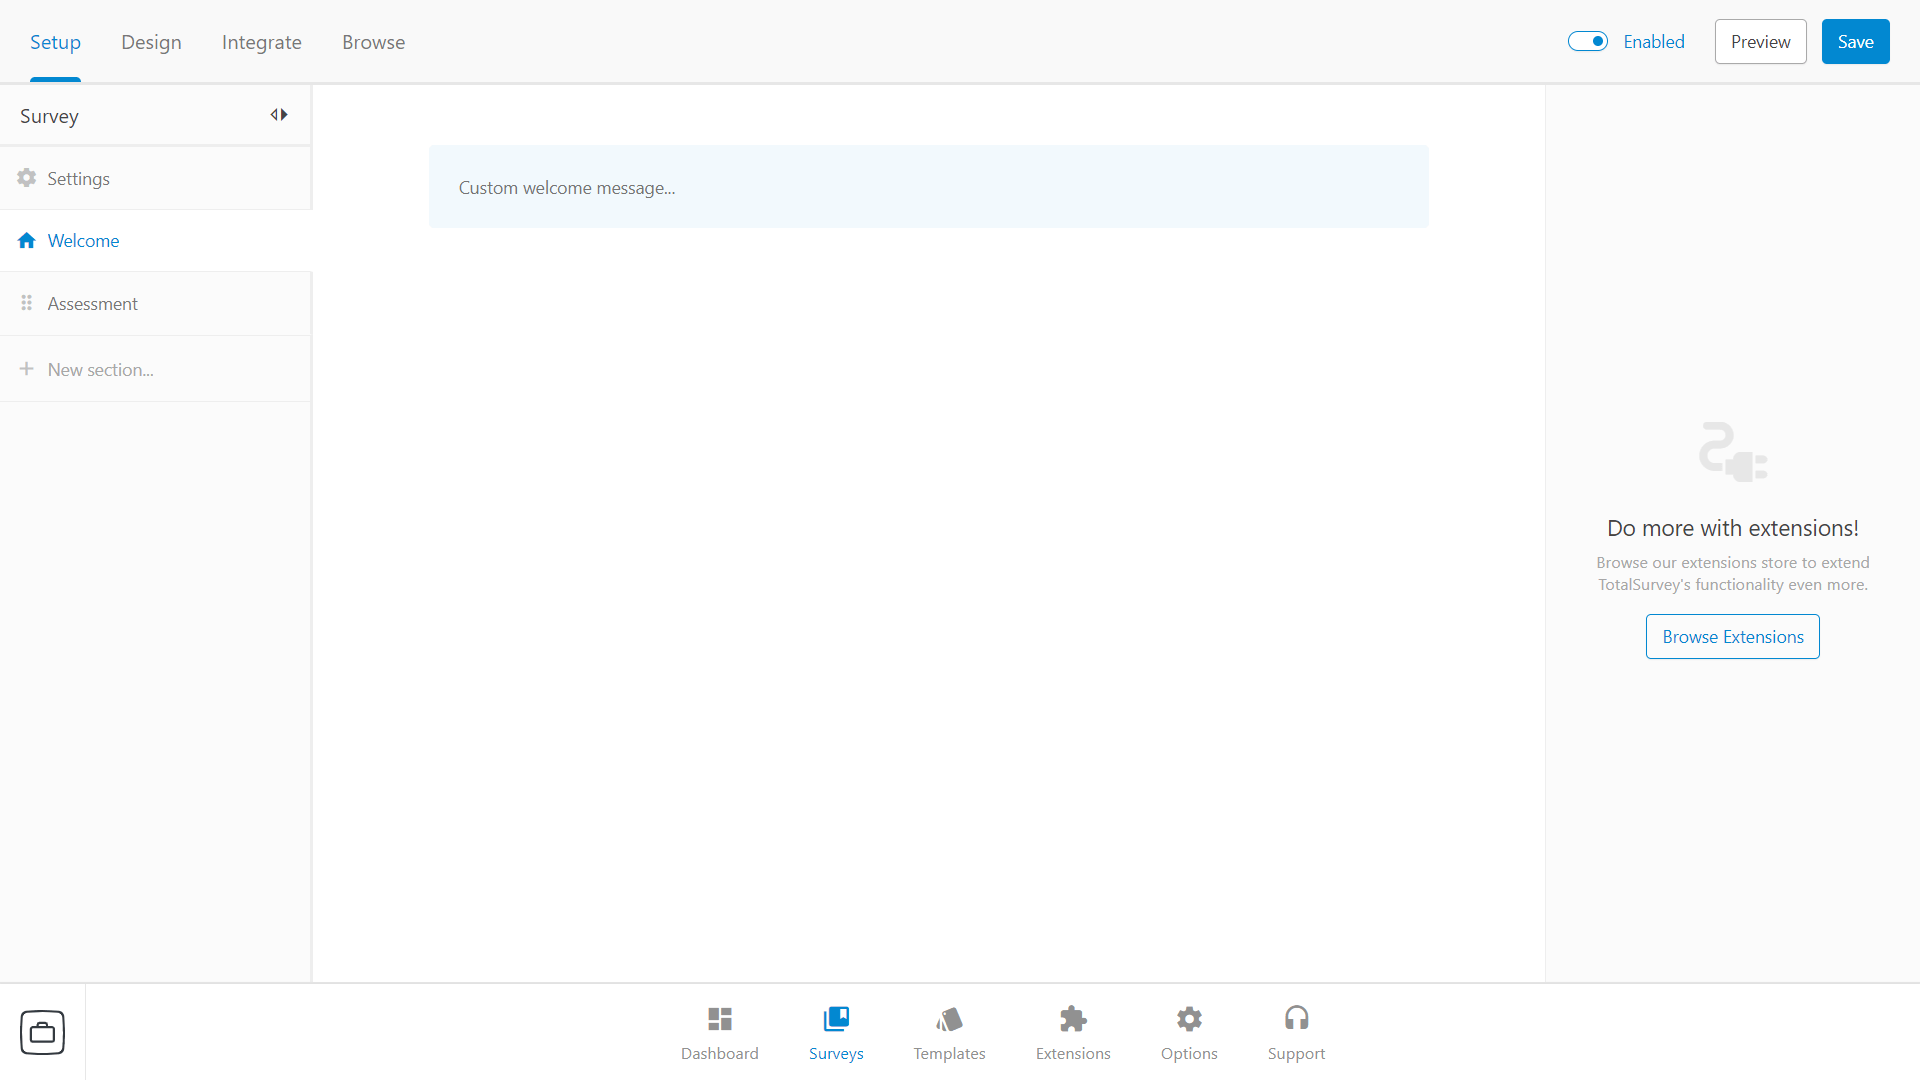 Setup
Design
Integrate
Browse
Enabled
Preview
Save
Survey
Settings
Welcome
Assessment
New section...
Custom welcome message...
Do more with extensions!
Browse our extensions store to extend
TotalSurvey's functionality even more.
Browse Extensions
Dashboard
Surveys
Templates
Extensions
Options
Support